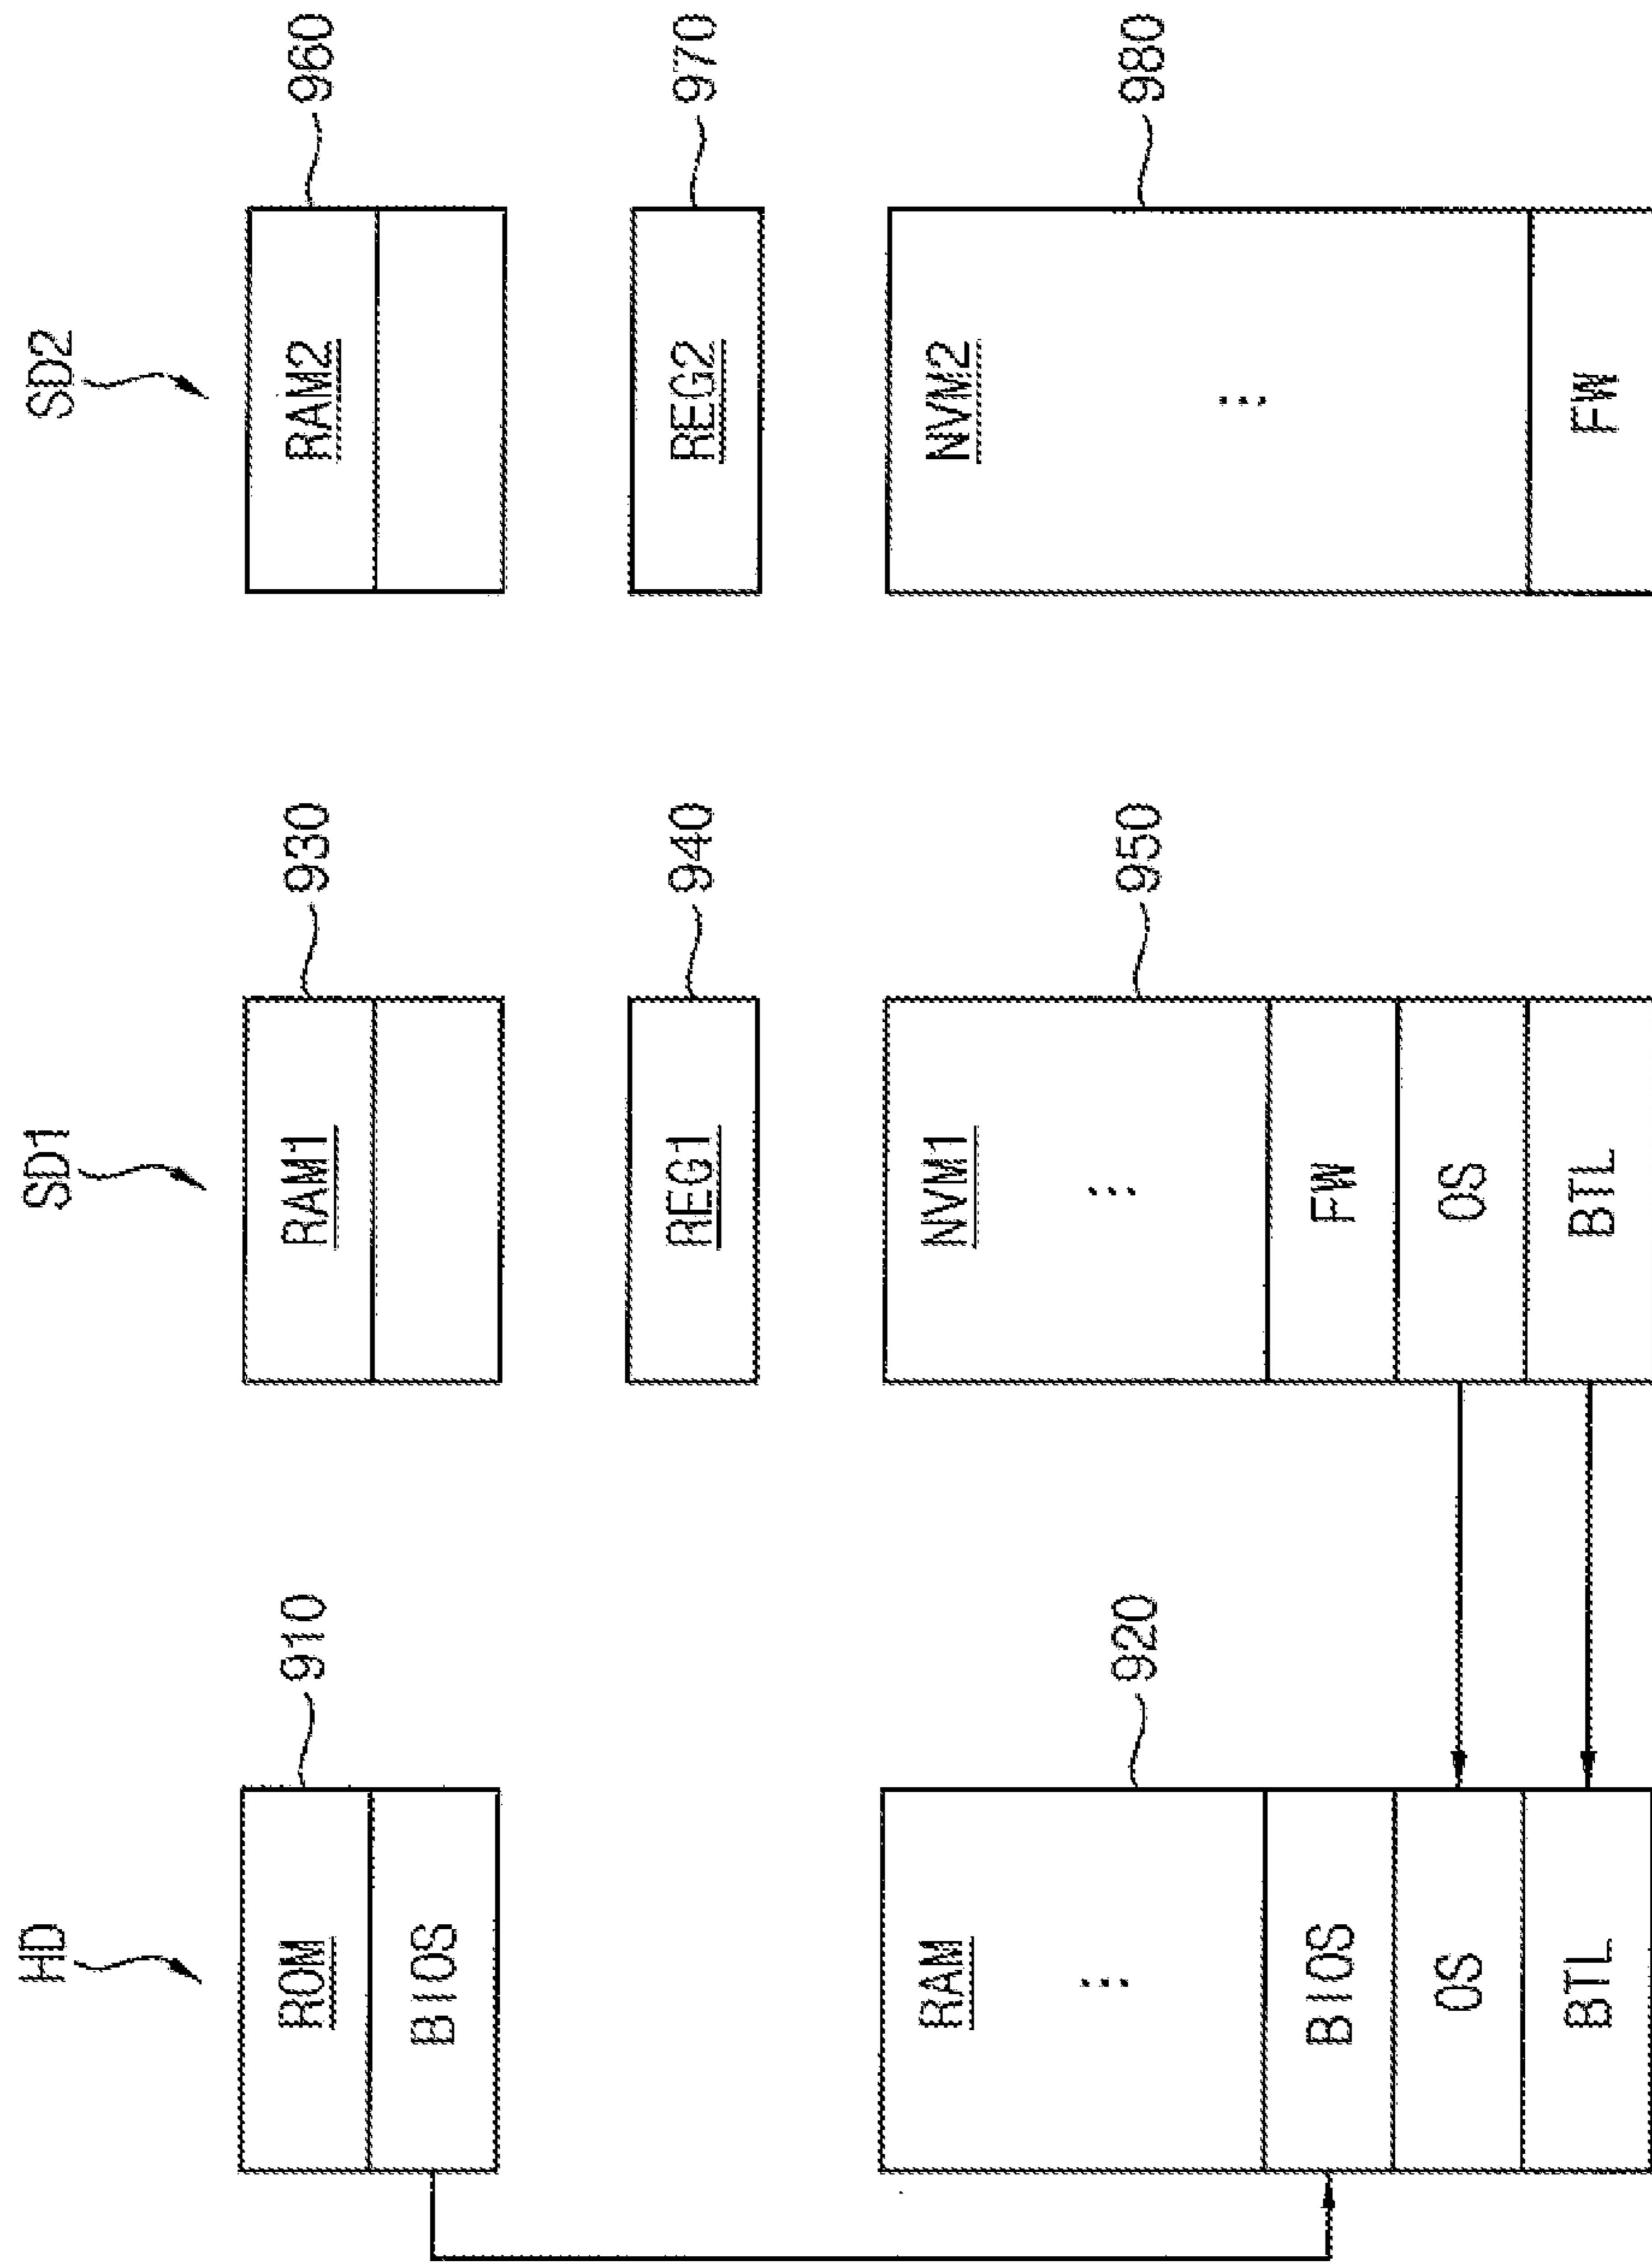 HD
ROM
BIOS
910
RAM
⋮
BIOS
OS
BTL
920
SD1
RAM1
930
REG1
940
NVM1
⋮
FW
OS
BTL
950
SD2
RAM2
960
REG2
970
NVM2
⋮
FW
980